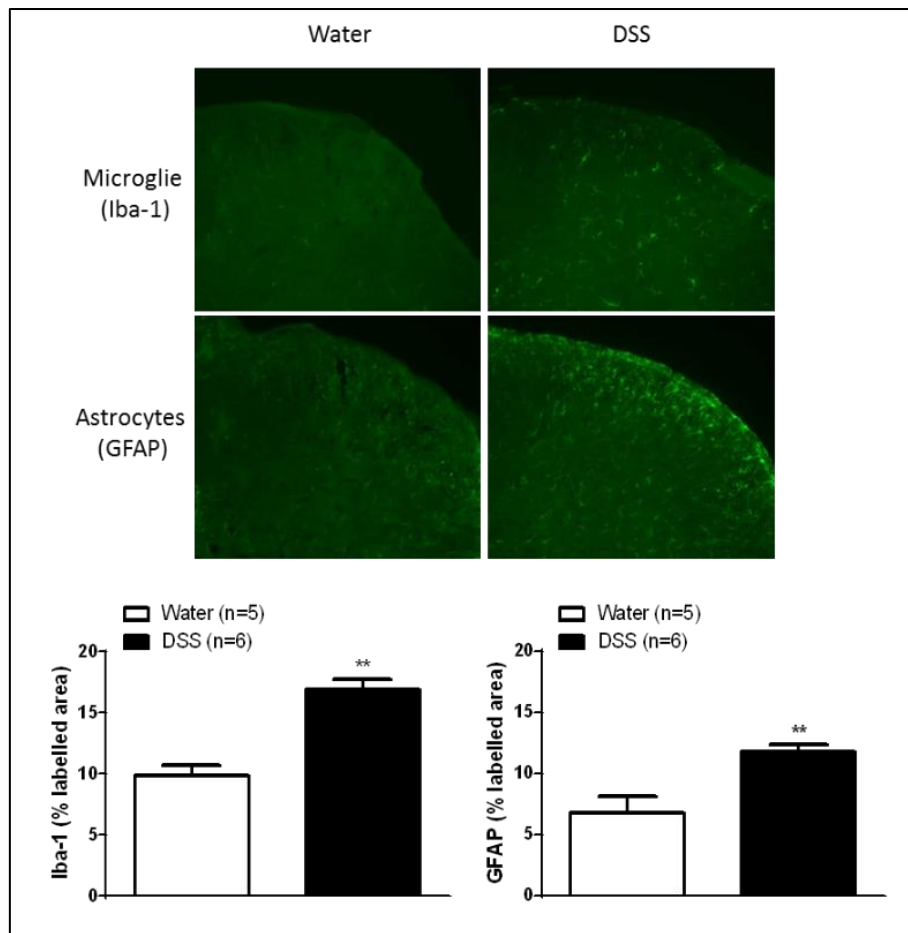 Water DSS
Microglie
(Iba-1)
Astrocytes
(GFAP)
Water (n=5)
DSS (n=6)
Iba-1 (% labelled area)
20
15
10
5
0
**
Water (n=5)
DSS (n=6)
GFAP (% labelled area)
20
15
10
5
0
**